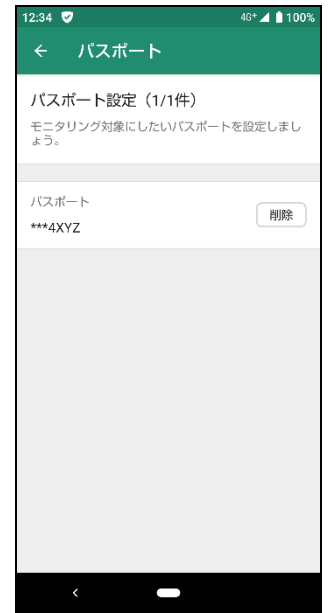 12:34 4G+ 100%
← パスポート
パスポート設定（1/1件）
モニタリング対象にしたいパスポートを設定しまし
ょう。
パスポート
削除
***4XYZ